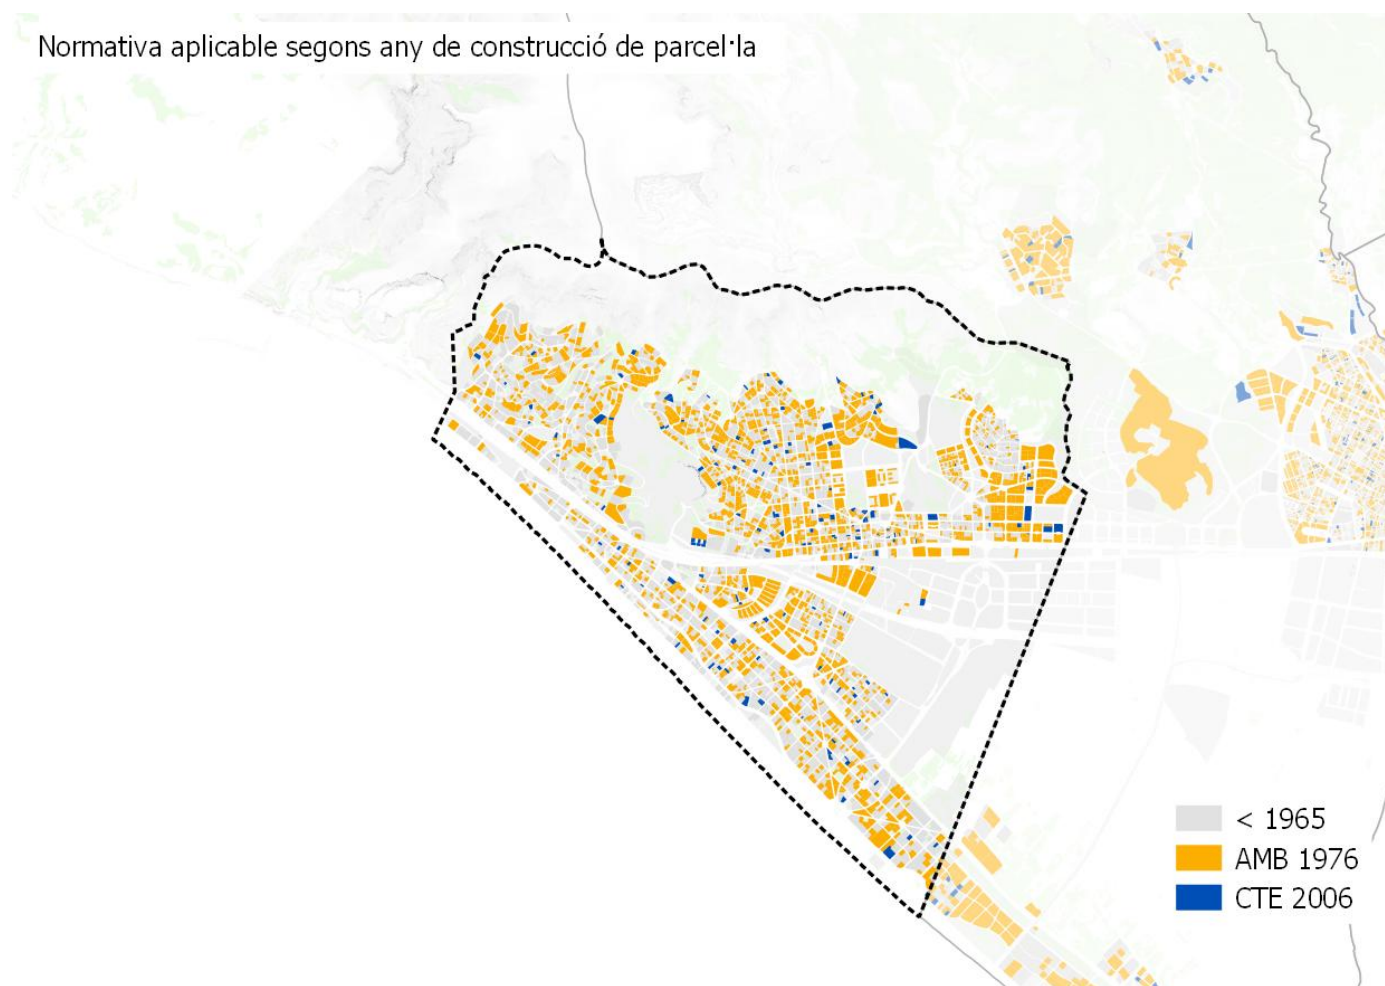 Normativa aplicable segons any de construcció de parcel·la
< 1965
AMB 1976
CTE 2006